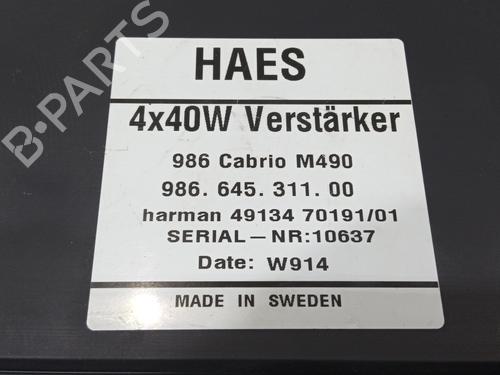 HAES
4x40W Verstärker
986 Cabrio M490
986. 645. 311. 00
harman 49134 70191/01
SERIAL – NR:10637
Date: W914
MADE IN SWEDEN
B-PARTS